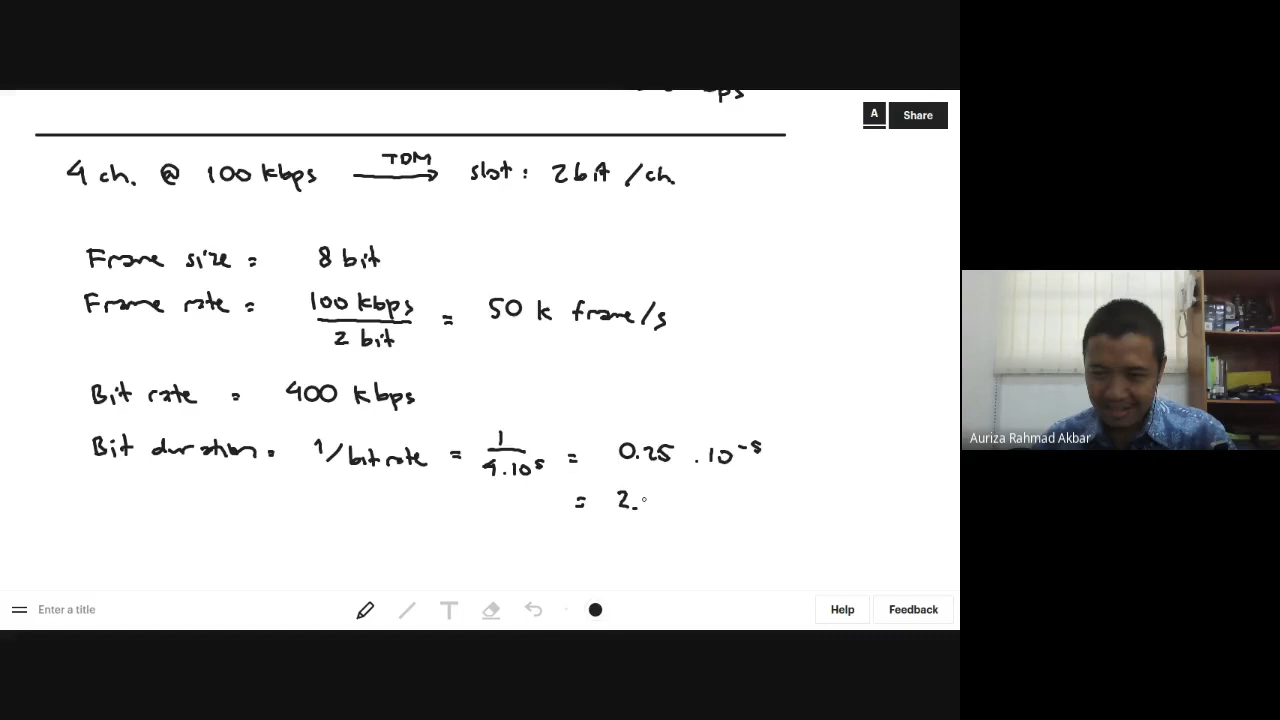 A Share
4 ch. @ 100 kbps TDM slot : 2 bit / ch.
Frame size = 8 bit
Frame rate = 100 kbps / 2 bit = 50 k frame/s
Bit rate = 400 kbps
Bit duration = 1/bit rate = 1 / 4.10⁵ = 0.25 . 10⁻⁵
= 2.
Auriza Rahmad Akbar
Enter a title
T
Help
Feedback